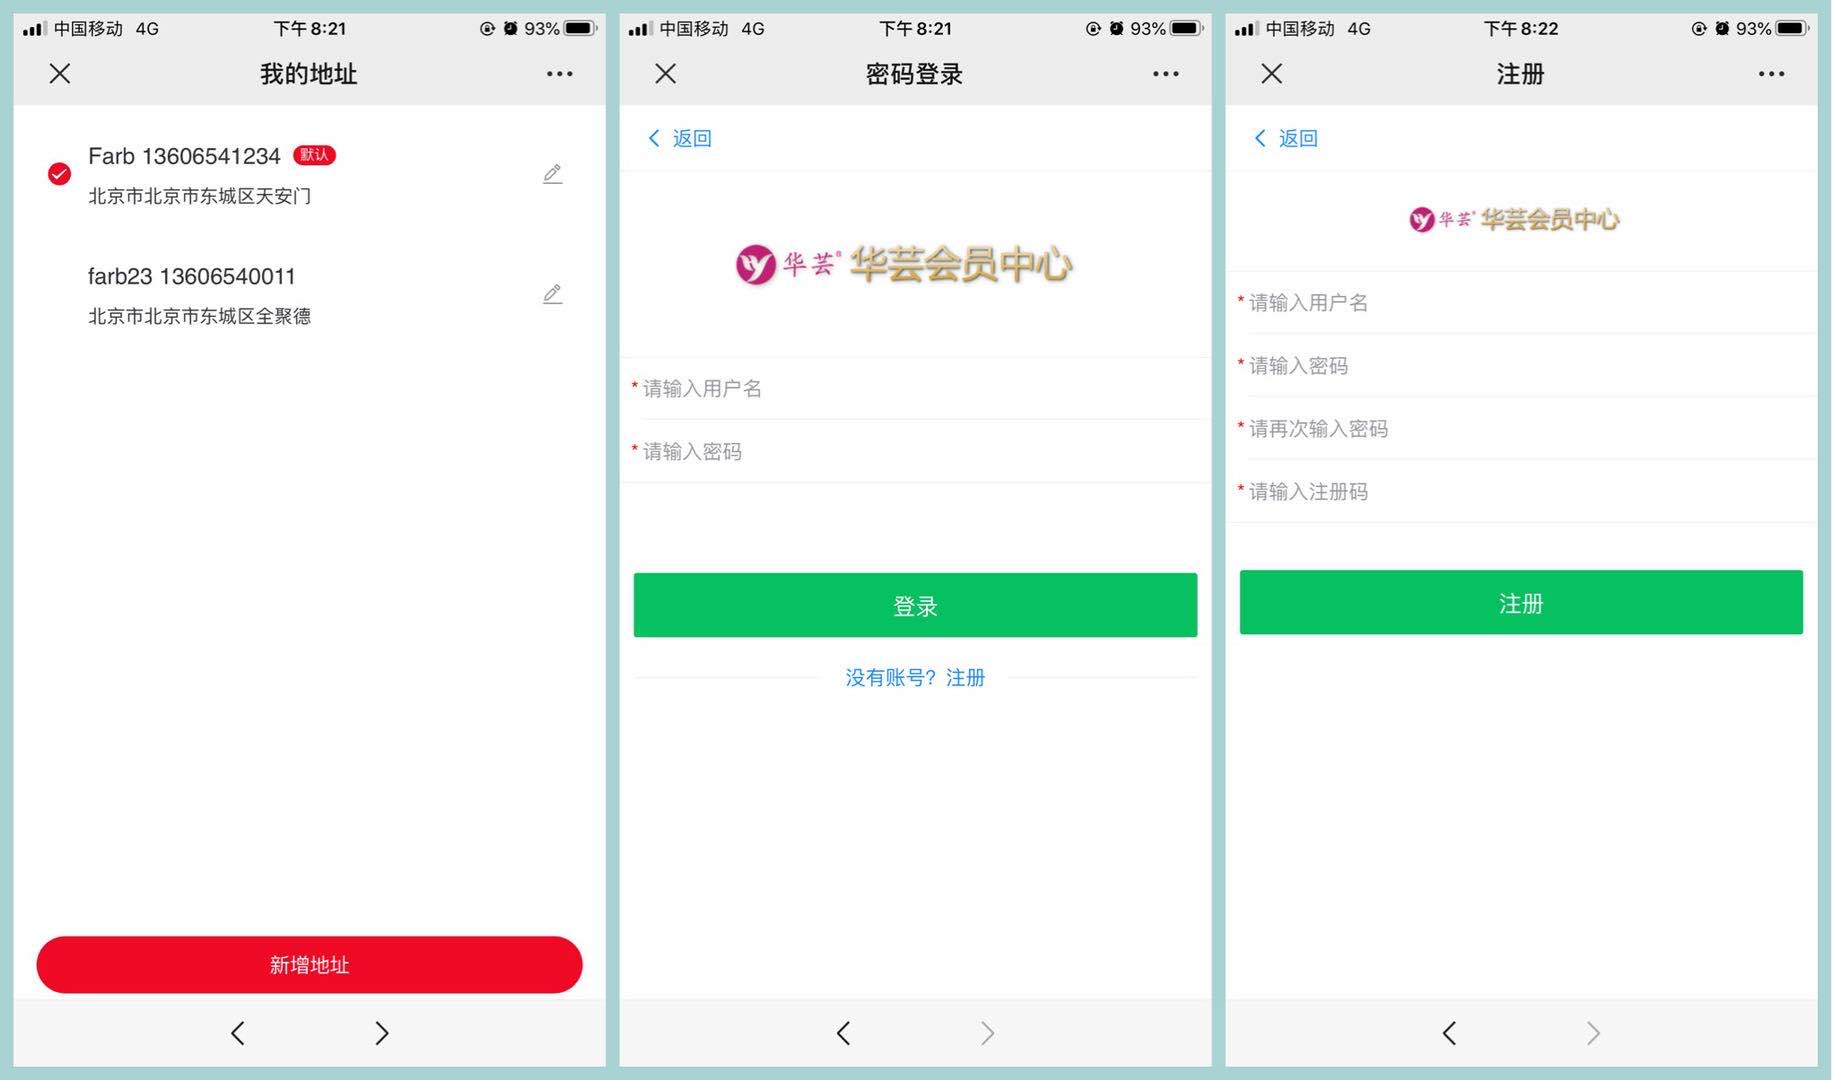 中国移动 4G 下午 8:21 93%
我的地址
Farb 13606541234 默认
北京市北京市东城区天安门
farb23 13606540011
北京市北京市东城区全聚德
新增地址
中国移动 4G 下午 8:21 93%
密码登录
返回
华芸® 华芸会员中心
* 请输入用户名
* 请输入密码
登录
没有账号? 注册
中国移动 4G 下午 8:22 93%
注册
返回
华芸® 华芸会员中心
* 请输入用户名
* 请输入密码
* 请再次输入密码
* 请输入注册码
注册